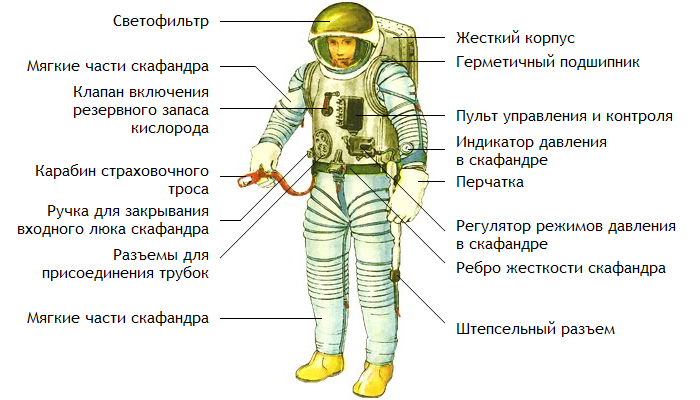 Светофильтр
Мягкие части скафандра
Клапан включения
резервного запаса
кислорода
Карабин страховочного
троса
Ручка для закрывания
входного люка скафандра
Разъемы для
присоединения трубок
Мягкие части скафандра
Жесткий корпус
Герметичный подшипник
Пульт управления и контроля
Индикатор давления
в скафандре
Перчатка
Регулятор режимов давления
в скафандре
Ребро жесткости скафандра
Штепсельный разъем